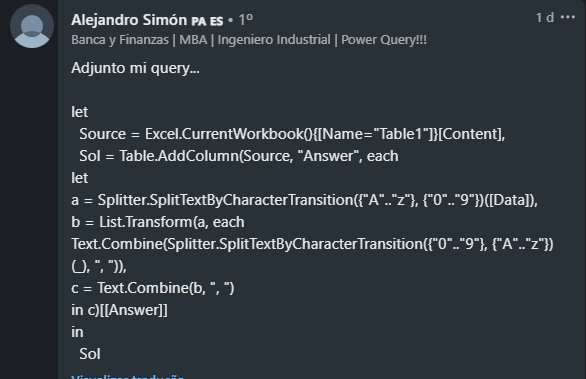 Alejandro Simón PA ES • 1º
1 d
Banca y Finanzas | MBA | Ingeniero Industrial | Power Query!!!
Adjunto mi query...
let
Source = Excel.CurrentWorkbook(){[Name="Table1"]}[Content],
Sol = Table.AddColumn(Source, "Answer", each
let
a = Splitter.SplitTextByCharacterTransition({"A".."z"}, {"0".."9"})([Data]),
b = List.Transform(a, each
Text.Combine(Splitter.SplitTextByCharacterTransition({"0".."9"}, {"A".."z"})
(_), ", ")),
c = Text.Combine(b, ", ")
in c)[[Answer]]
in
Sol
Visualizar tradução